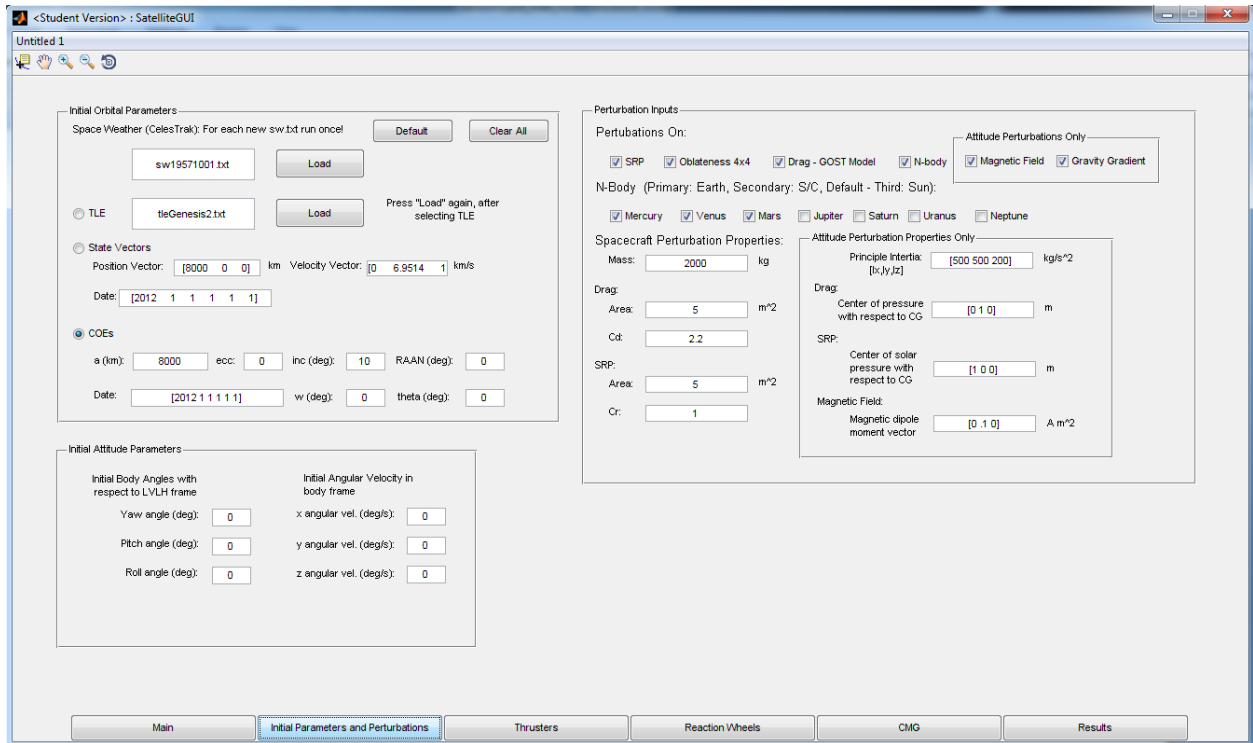 <Student Version> : SatelliteGUI
Untitled 1
Initial Orbital Parameters
Space Weather (CelesTrak): For each new sw.txt run once!
Default
Clear All
sw19571001.txt
Load
TLE
tleGenesis2.txt
Load
Press "Load" again, after
selecting TLE
State Vectors
Position Vector: [8000 0 0] km Velocity Vector: [0 6.9514 1 km/s
Date: [2012 1 1 1 1 1]
COEs
a (km): 8000 ecc: 0 inc (deg): 10 RAAN (deg): 0
Date: [2012 1 1 1 1 1] w (deg): 0 theta (deg): 0
Initial Attitude Parameters
Initial Body Angles with
respect to LVLH frame
Yaw angle (deg): 0
Pitch angle (deg): 0
Roll angle (deg): 0
Initial Angular Velocity in
body frame
x angular vel. (deg/s): 0
y angular vel. (deg/s): 0
z angular vel. (deg/s): 0
Perturbation Inputs
Pertubations On:
SRP Oblateness 4x4 Drag - GOST Model N-body
Attitude Perturbations Only
Magnetic Field Gravity Gradient
N-Body (Primary: Earth, Secondary: S/C, Default - Third: Sun):
Mercury Venus Mars Jupiter Saturn Uranus Neptune
Spacecraft Perturbation Properties:
Mass: 2000 kg
Drag:
Area: 5 m^2
Cd: 2.2
SRP:
Area: 5 m^2
Cr: 1
Attitude Perturbation Properties Only
Principle Intertia: [500 500 200] kg/s^2
[Ix,Iy,Iz]
Drag:
Center of pressure
with respect to CG
[0 1 0] m
SRP:
Center of solar
pressure with
respect to CG
[1 0 0] m
Magnetic Field:
Magnetic dipole
moment vector
[0 .1 0] A m^2
Main
Initial Parameters and Perturbations
Thrusters
Reaction Wheels
CMG
Results